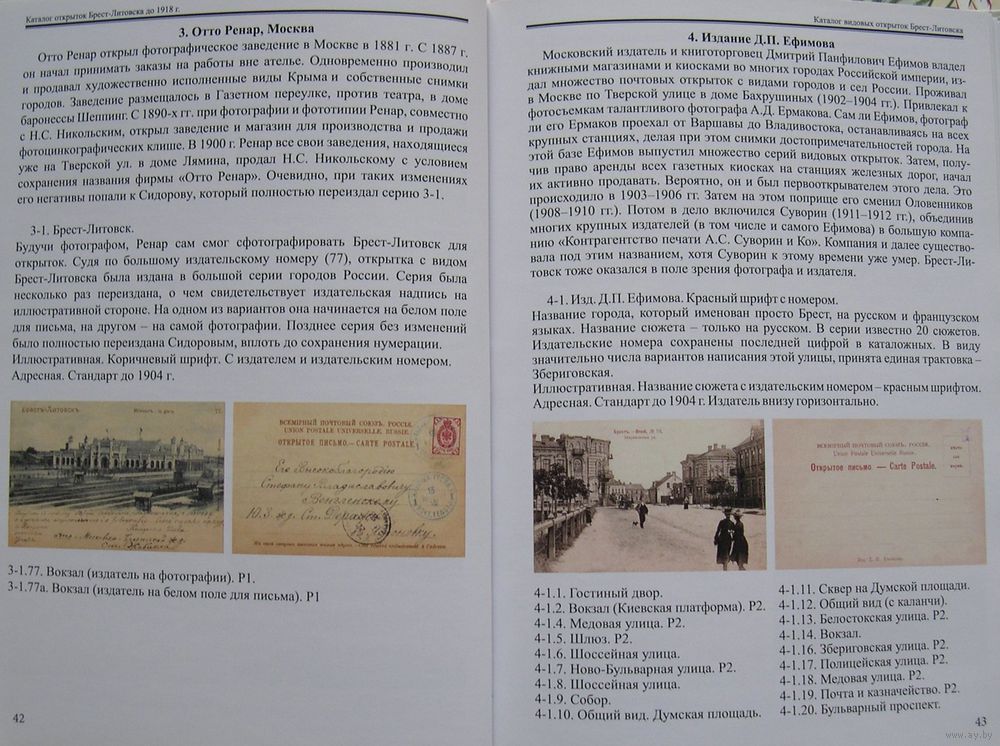 Каталог открыток Брест-Литовска до 1918 г.
3. Отто Ренар, Москва
Отто Ренар открыл фотографическое заведение в Москве в 1881 г. С 1887 г.
он начал принимать заказы на работы вне ателье. Одновременно производил
и продавал художественно исполненные виды Крыма и собственные снимки
городов. Заведение размещалось в Газетном переулке, против театра, в доме
баронессы Шеппинг. С 1890-х гг. при фотографии и фототипии Ренар, совместно
с Н.С. Никольским, открыл заведение и магазин для производства и продажи
фотоцинкографических клише. В 1900 г. Ренар все свои заведения, находящиеся
уже на Тверской ул. в доме Лямина, продал Н.С. Никольскому с условием
сохранения названия фирмы «Отто Ренар». Очевидно, при таких изменениях
его негативы попали к Сидорову, который полностью переиздал серию 3-1.
3-1. Брест-Литовск.
Будучи фотографом, Ренар сам смог сфотографировать Брест-Литовск для
открыток. Судя по большому издательскому номеру (77), открытка с видом
Брест-Литовска была издана в большой серии городов России. Серия была
несколько раз переиздана, о чем свидетельствует издательская надпись на
иллюстративной стороне. На одном из вариантов она начинается на белом поле
для письма, на другом – на самой фотографии. Позднее серия без изменений
было полностью переиздана Сидоровым, вплоть до сохранения нумерации.
Иллюстративная. Коричневый шрифт. С издателем и издательским номером.
Адресная. Стандарт до 1904 г.
Брестъ-Литовскъ. 77.
ВСЕМІРНЫЙ ПОЧТОВЫЙ СОЮЗЪ. РОССІЯ.
UNION POSTALE UNIVERSELLE. RUSSIE.
ОТКРЫТОЕ ПИСЬМО.—CARTE POSTALE.
Его Высокоблагородію
Стефану Владиславовичу
3-1.77. Вокзал (издатель на фотографии). Р1.
3-1.77а. Вокзал (издатель на белом поле для письма). Р1
42
Каталог видовых открыток Брест-Литовска
4. Издание Д.П. Ефимова
Московский издатель и книготорговец Дмитрий Панфилович Ефимов владел
книжными магазинами и киосками во многих городах Российской империи, из-
дал множество почтовых открыток с видами городов и сел России. Проживал
в Москве по Тверской улице в доме Бахрушиных (1902–1904 гг.). Привлекал к
фотосъемкам талантливого фотографа А.Д. Ермакова. Сам ли Ефимов, фотограф
ли его Ермаков проехал от Варшавы до Владивостока, останавливаясь на всех
крупных станциях, делая при этом снимки достопримечательностей города. На
этой базе Ефимов выпустил множество серий видовых открыток. Затем, полу-
чив право аренды всех газетных киосках на станциях железных дорог, начал
их активно продавать. Вероятно, он и был первооткрывателем этого дела. Это
происходило в 1903–1906 гг. Затем на этом поприще его сменил Оловенников
(1908–1910 гг.). Потом в дело включился Суворин (1911–1912 гг.), объединив
многих крупных издателей (в том числе и самого Ефимова) в большую компа-
нию «Контрагентство печати А.С. Суворин и Ко». Компания и далее существо-
вала под этим названием, хотя Суворин к этому времени уже умер. Брест-Ли-
товск тоже оказался в поле зрения фотографа и издателя.
4-1. Изд. Д.П. Ефимова. Красный шрифт с номером.
Название города, который именован просто Брест, на русском и французском
языках. Название сюжета – только на русском. В серии известно 20 сюжетов.
Издательские номера сохранены последней цифрой в каталожных. В виду
значительно числа вариантов написания этой улицы, принята единая трактовка –
Збериговская.
Иллюстративная. Название сюжета с издательским номером – красным шрифтом.
Адресная. Стандарт до 1904 г. Издатель внизу горизонтально.
ВСЕМІРНЫЙ ПОЧТОВЫЙ СОЮЗЪ. РОССІЯ.
Union Postale Universelle. Russie.
Открытое письмо — Carte Postale.
4-1.1. Гостиный двор.
4-1.2. Вокзал (Киевская платформа). Р2.
4-1.4. Медовая улица. Р2.
4-1.5. Шлюз. Р2.
4-1.6. Шоссейная улица.
4-1.7. Ново-Бульварная улица. Р2.
4-1.8. Шоссейная улица.
4-1.9. Собор.
4-1.10. Общий вид. Думская площадь.
4-1.11. Сквер на Думской площади.
4-1.12. Общий вид (с каланчи).
4-1.13. Белостокская улица. Р2.
4-1.14. Вокзал.
4-1.16. Збериговская улица. Р2.
4-1.17. Полицейская улица. Р2.
4-1.18. Медовая улица. Р2.
4-1.19. Почта и казначейство. Р2.
4-1.20. Бульварный проспект.
43
www.ay.by